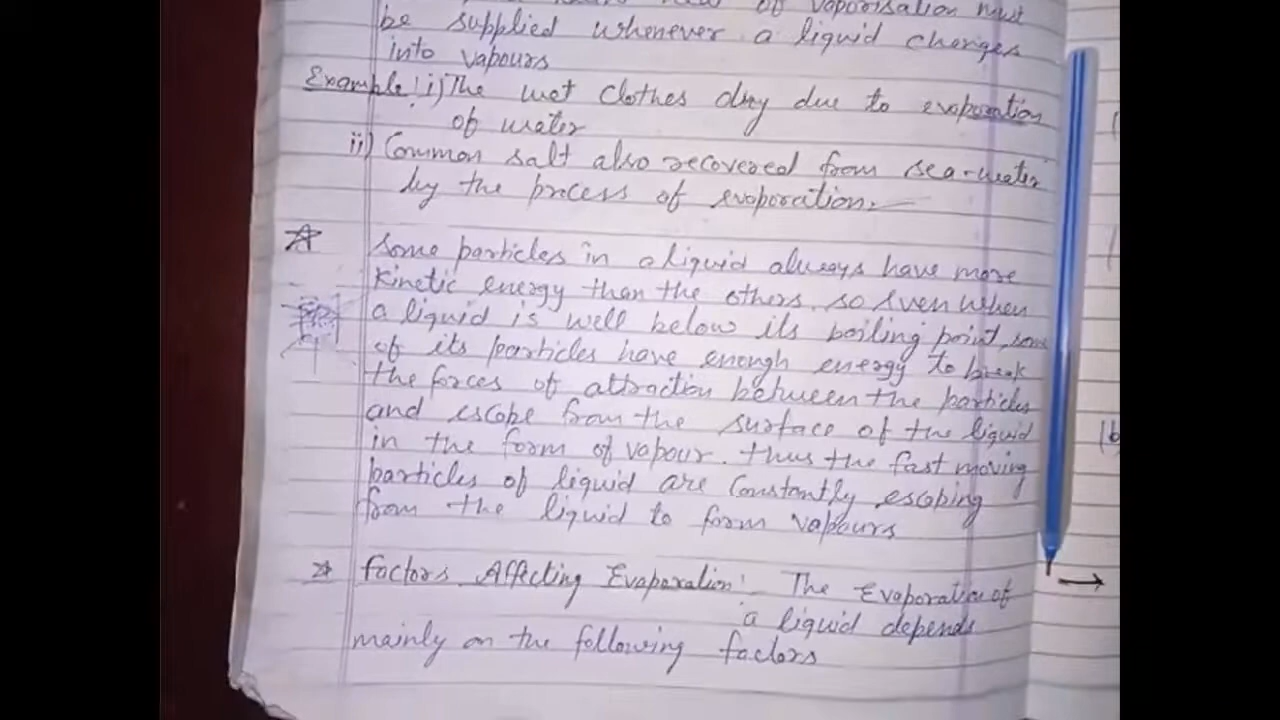 of vaporisation must
be supplied whenever a liquid changes
into vapours
Example: i) The wet clothes dry due to evaporation
of water
ii) Common salt also recovered from sea-water
by the process of evaporation.
Some particles in a liquid always have more
kinetic energy than the others. so even when
a liquid is well below its boiling point, some
of its particles have enough energy to break
the forces of attraction between the particles
and escape from the surface of the liquid
in the form of vapour. Thus the fast moving
particles of liquid are constantly escaping
from the liquid to form vapours
Factors Affecting Evaporation:- The Evaporation of
a liquid depends
mainly on the following factors